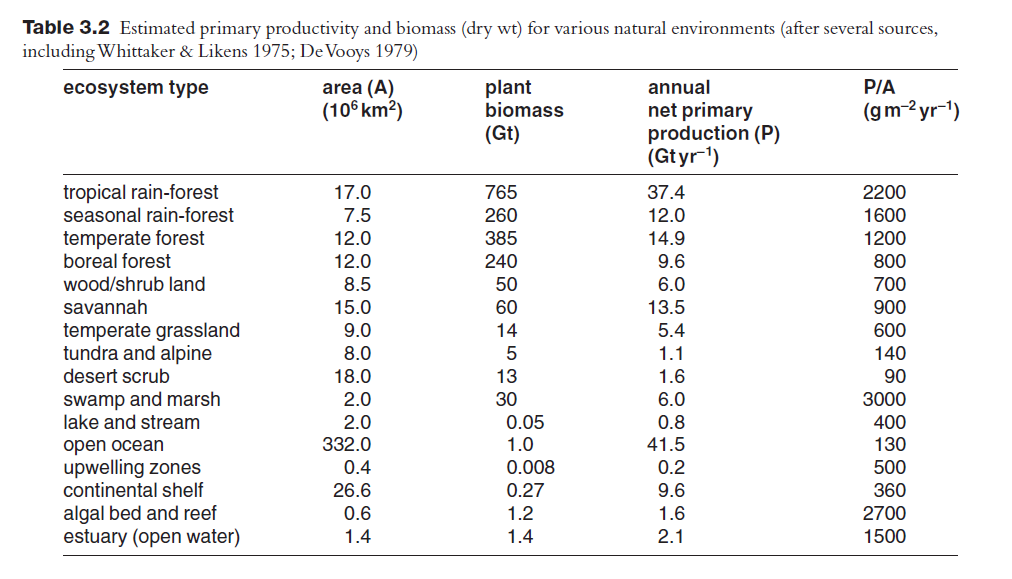 Table 3.2 Estimated primary productivity and biomass (dry wt) for various natural environments (after several sources,
including Whittaker & Likens 1975; De Vooys 1979)
ecosystem type area (A) plant annual P/A
(10⁶ km²) biomass net primary (g m⁻² yr⁻¹)
(Gt) production (P)
(Gt yr⁻¹)
tropical rain-forest 17.0 765 37.4 2200
seasonal rain-forest 7.5 260 12.0 1600
temperate forest 12.0 385 14.9 1200
boreal forest 12.0 240 9.6 800
wood/shrub land 8.5 50 6.0 700
savannah 15.0 60 13.5 900
temperate grassland 9.0 14 5.4 600
tundra and alpine 8.0 5 1.1 140
desert scrub 18.0 13 1.6 90
swamp and marsh 2.0 30 6.0 3000
lake and stream 2.0 0.05 0.8 400
open ocean 332.0 1.0 41.5 130
upwelling zones 0.4 0.008 0.2 500
continental shelf 26.6 0.27 9.6 360
algal bed and reef 0.6 1.2 1.6 2700
estuary (open water) 1.4 1.4 2.1 1500